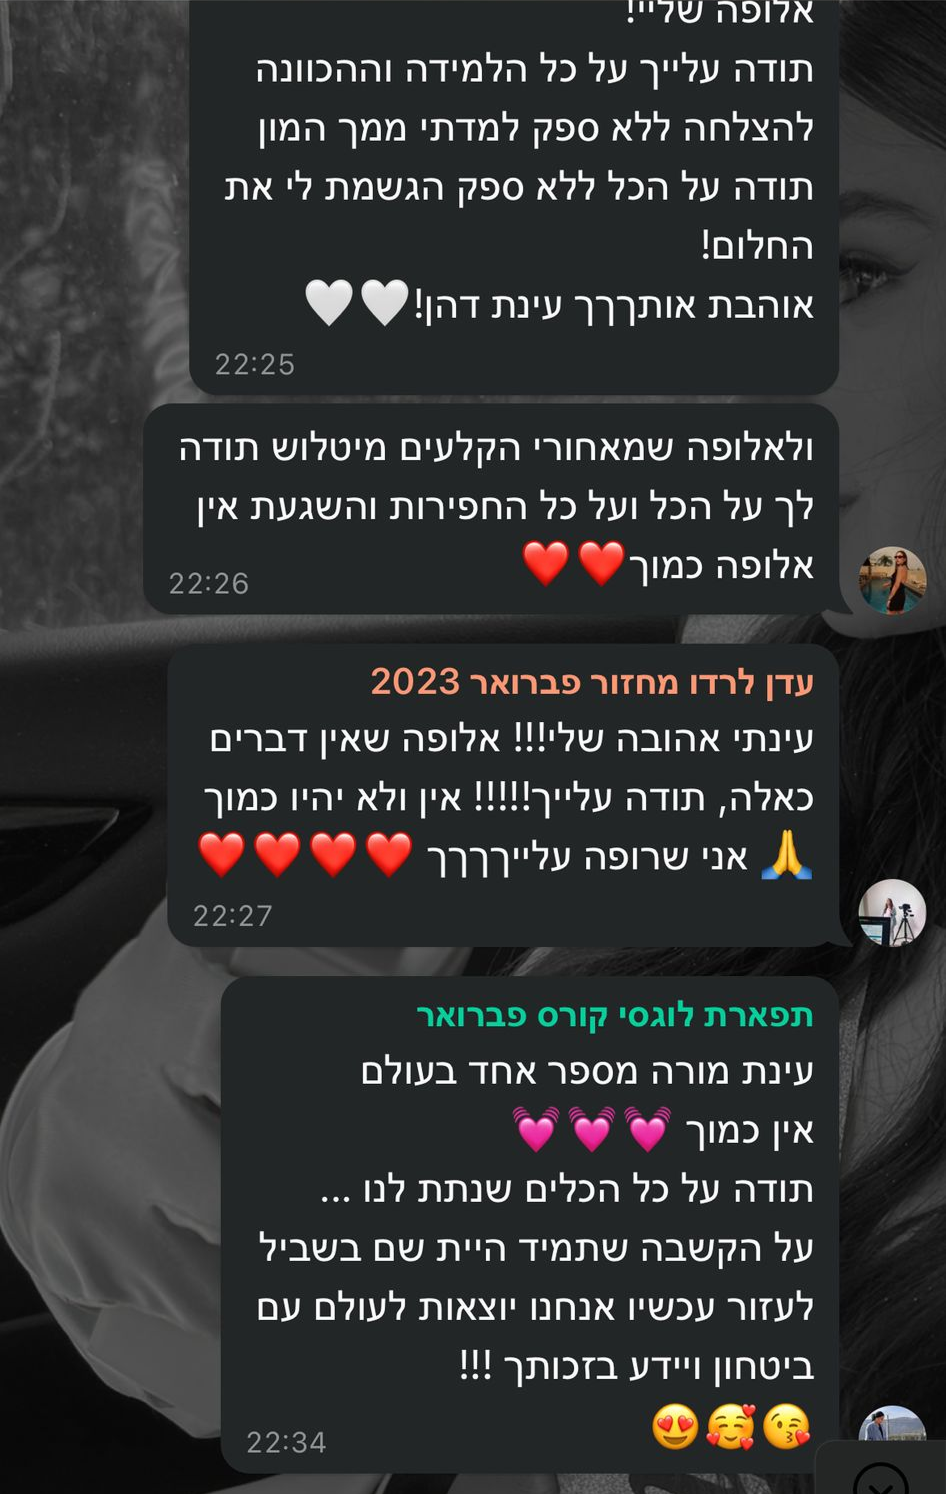 אלופה שליי!
תודה עלייך על כל הלמידה וההכוונה
להצלחה ללא ספק למדתי ממך המון
תודה על הכל ללא ספק הגשמת לי את
החלום!
אוהבת אותךךך עינת דהן!🤍🤍
22:25
ולאלופה שמאחורי הקלעים מיטלוש תודה
לך על הכל ועל כל החפירות והשגעת אין
אלופה כמוך❤️❤️
22:26
עדן לרדו מחזור פברואר 2023
עינתי אהובה שלי!!! אלופה שאין דברים
כאלה, תודה עלייך!!!!! אין ולא יהיו כמוך
🙏 אני שרופה עלייךךךך ❤️❤️❤️❤️
22:27
תפארת לוגסי קורס פברואר
עינת מורה מספר אחד בעולם
אין כמוך 💓💓💓
תודה על כל הכלים שנתת לנו ...
על הקשבה שתמיד היית שם בשביל
לעזור עכשיו אנחנו יוצאות לעולם עם
ביטחון ויידע בזכותך !!!
😘🥰😍
22:34